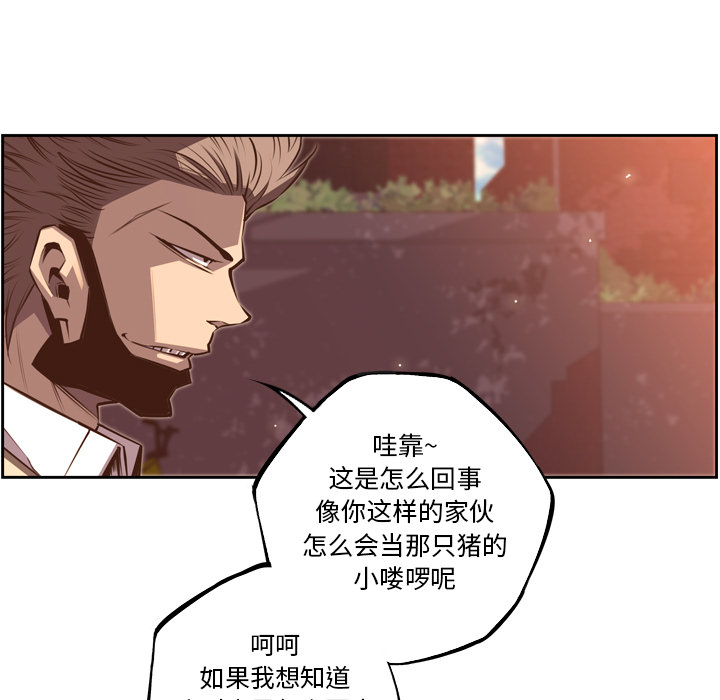 哇靠~
这是怎么回事
像你这样的家伙
怎么会当那只猪的
小喽啰呢
呵呵
如果我想知道